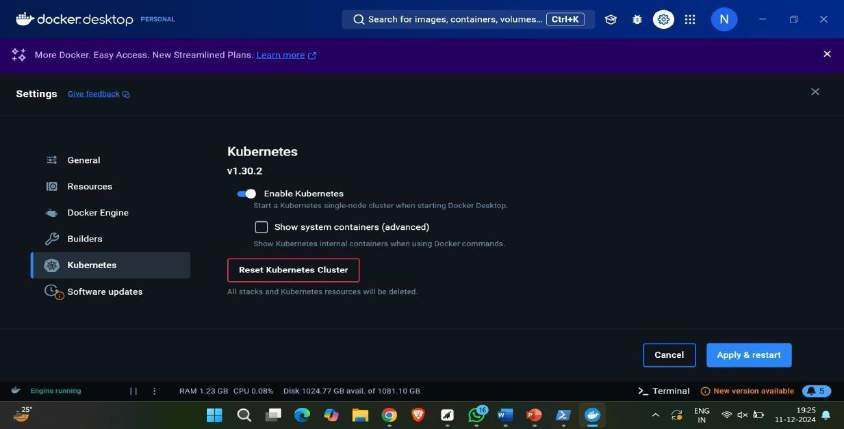 docker.desktop PERSONAL
Search for images, containers, volumes... Ctrl+K
N
More Docker. Easy Access. New Streamlined Plans. Learn more
Settings Give feedback
General
Resources
Docker Engine
Builders
Kubernetes
Software updates
Kubernetes
v1.30.2
Enable Kubernetes
Start a Kubernetes single-node cluster when starting Docker Desktop.
Show system containers (advanced)
Show Kubernetes internal containers when using Docker commands.
Reset Kubernetes Cluster
All stacks and Kubernetes resources will be deleted.
Cancel Apply & restart
Engine running RAM 1.23 GB CPU 0.08% Disk 1024.77 GB avail. of 1081.10 GB Terminal New version available 5
25°
16
ENG
IN
19:25
11-12-2024